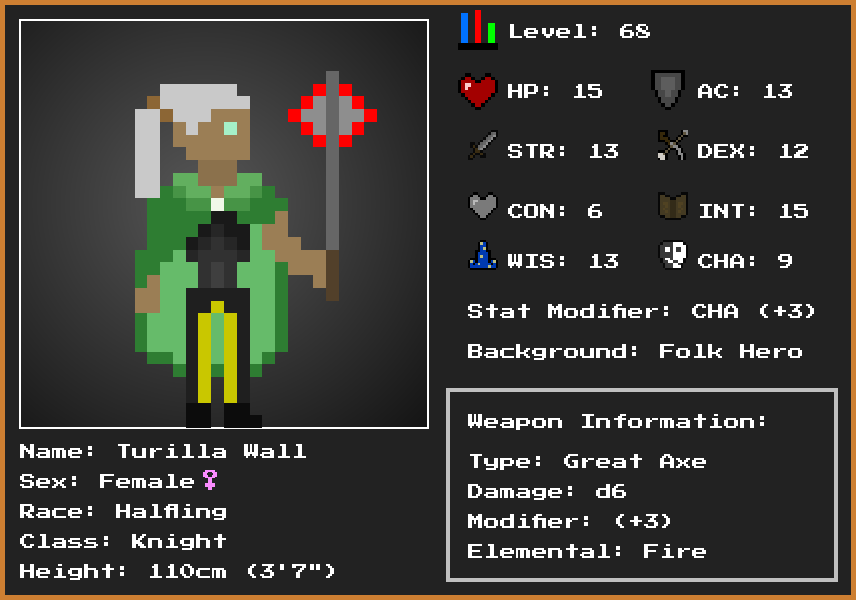 Level: 68
HP: 15
AC: 13
STR: 13
DEX: 12
CON: 6
INT: 15
WIS: 13
CHA: 9
Stat Modifier: CHA (+3)
Background: Folk Hero
Weapon Information:
Type: Great Axe
Damage: d6
Modifier: (+3)
Elemental: Fire
Name: Turilla Wall
Sex: Female♀
Race: Halfling
Class: Knight
Height: 110cm (3'7")